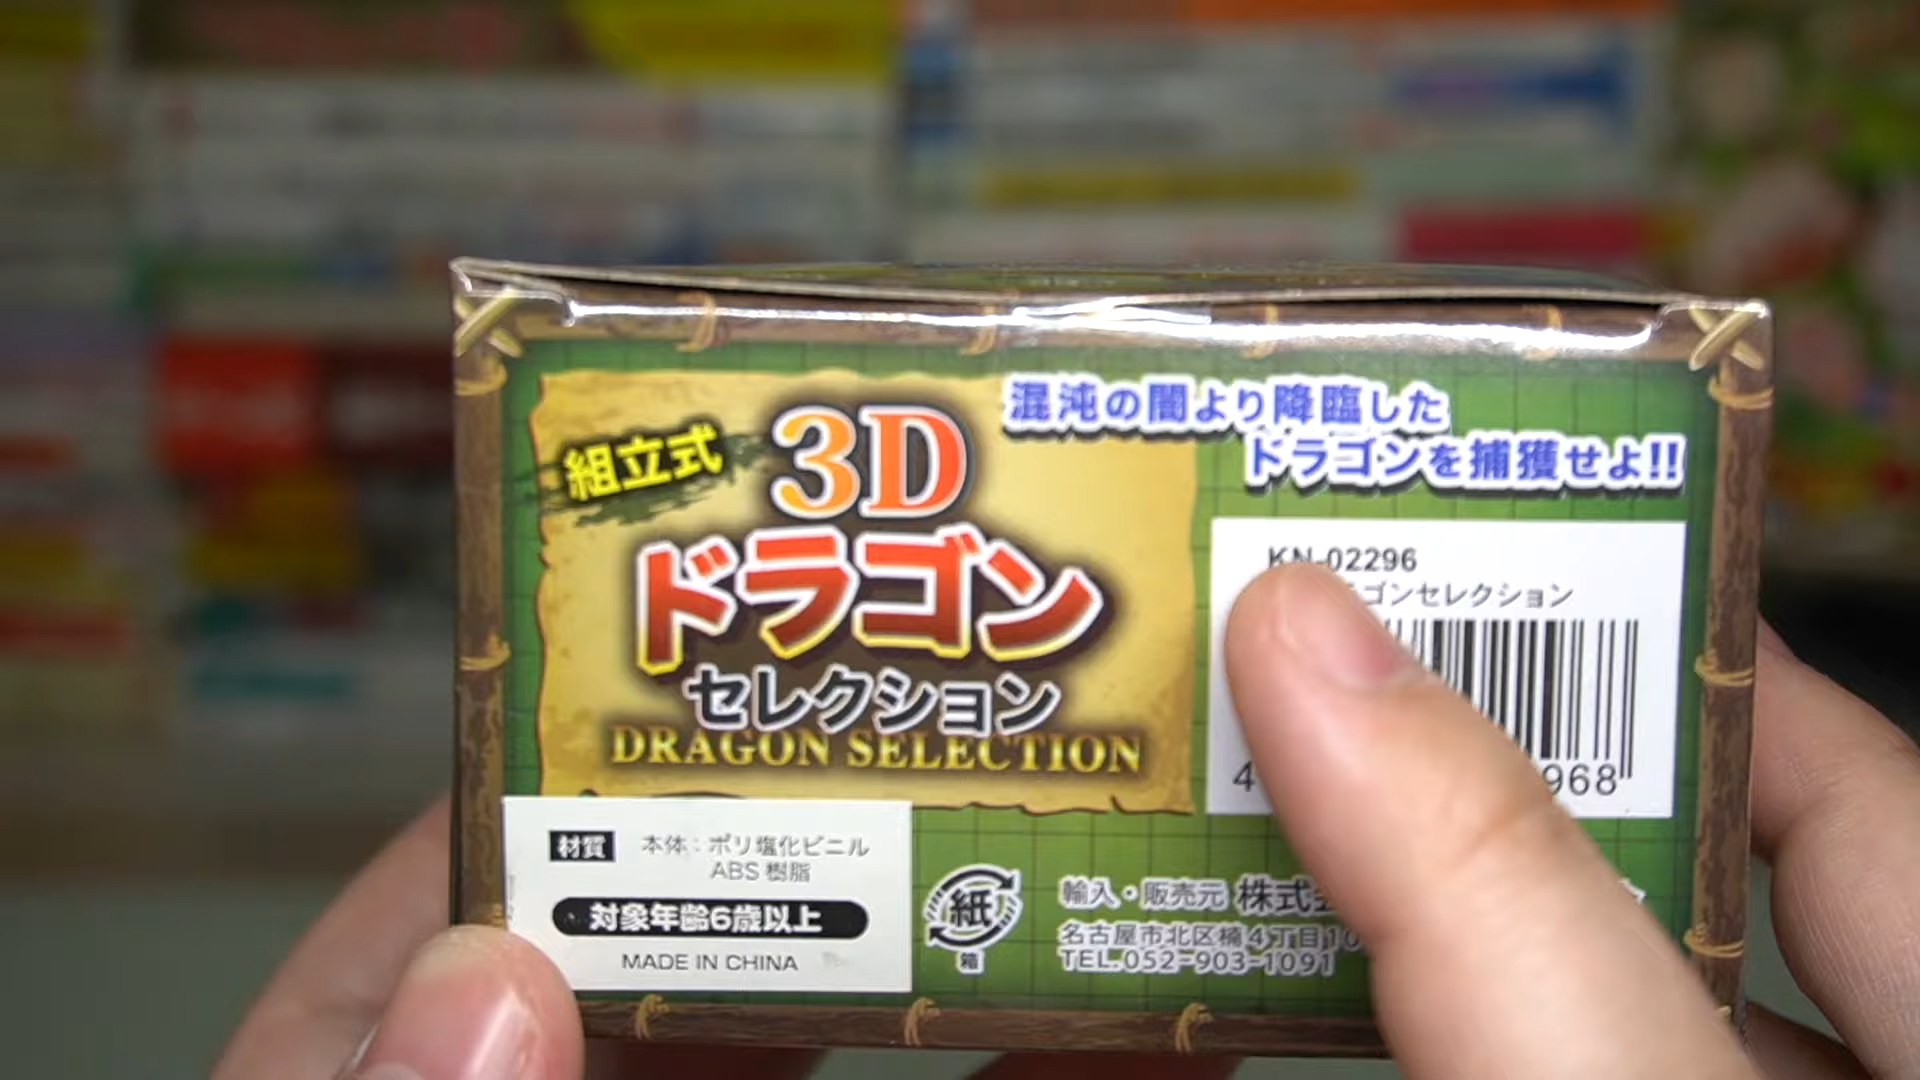 組立式
3D
ドラゴン
セレクション
DRAGON SELECTION
混沌の闇より降臨した
ドラゴンを捕獲せよ!!
KN-02296
ゴンセレクション
4 968
材質 本体:ポリ塩化ビニル
ABS樹脂
対象年齢6歳以上
MADE IN CHINA
紙
箱
輸入・販売元 株式
名古屋市北区楠4丁目10
TEL.052-903-1091